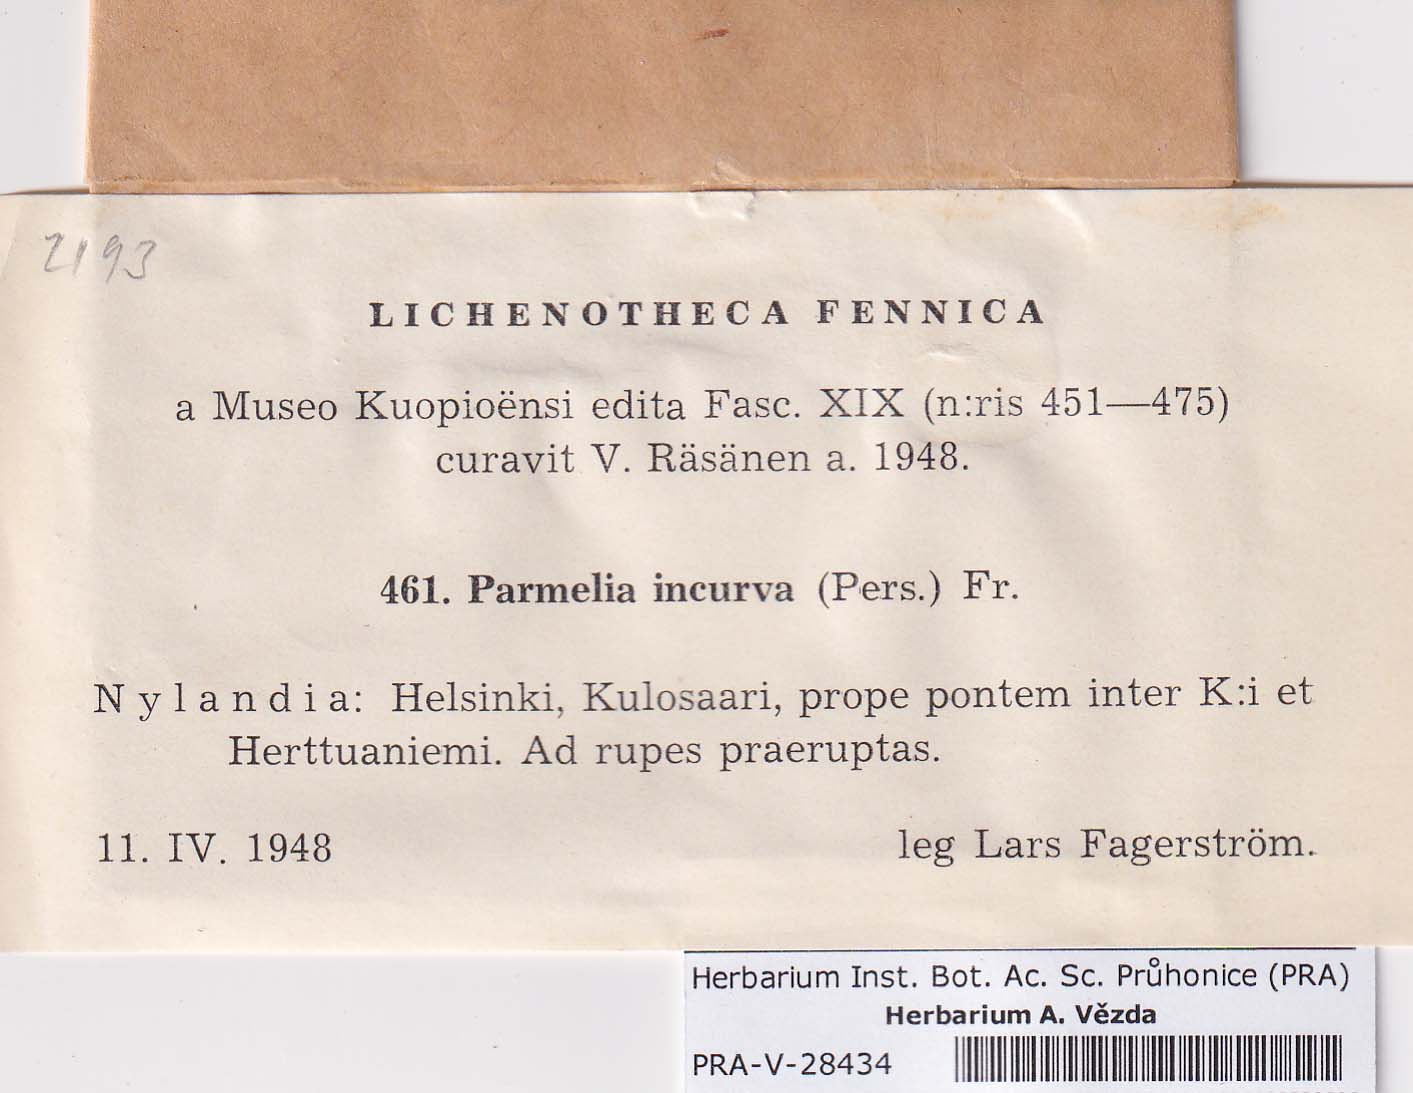 2193
LICHENOTHECA FENNICA
a Museo Kuopioënsi edita Fasc. XIX (n:ris 451—475)
curavit V. Räsänen a. 1948.
461. Parmelia incurva (Pers.) Fr.
Nylandia: Helsinki, Kulosaari, prope pontem inter K:i et
Herttuaniemi. Ad rupes praeruptas.
11. IV. 1948 leg Lars Fagerström.
Herbarium Inst. Bot. Ac. Sc. Průhonice (PRA)
Herbarium A. Vězda
PRA-V-28434